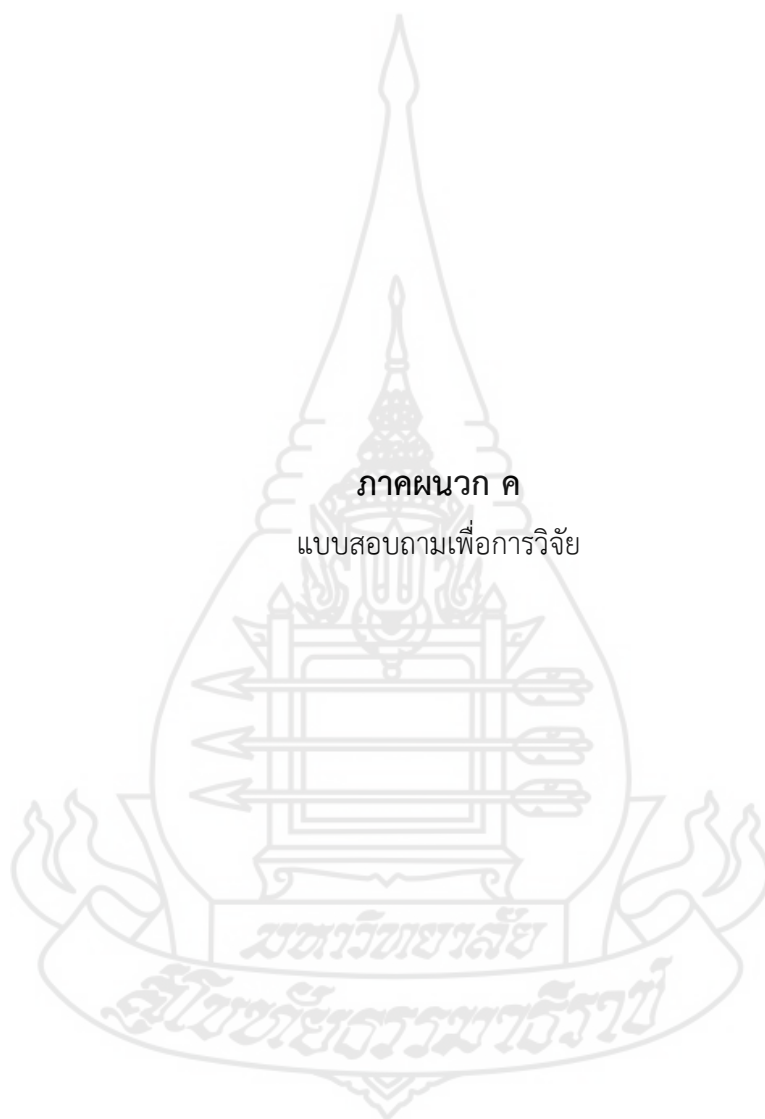 ภาคผนวก ค
แบบสอบถามเพื่อการวิจัย
มหาวิทยาลัย
สุโขทัยธรรมาธิราช